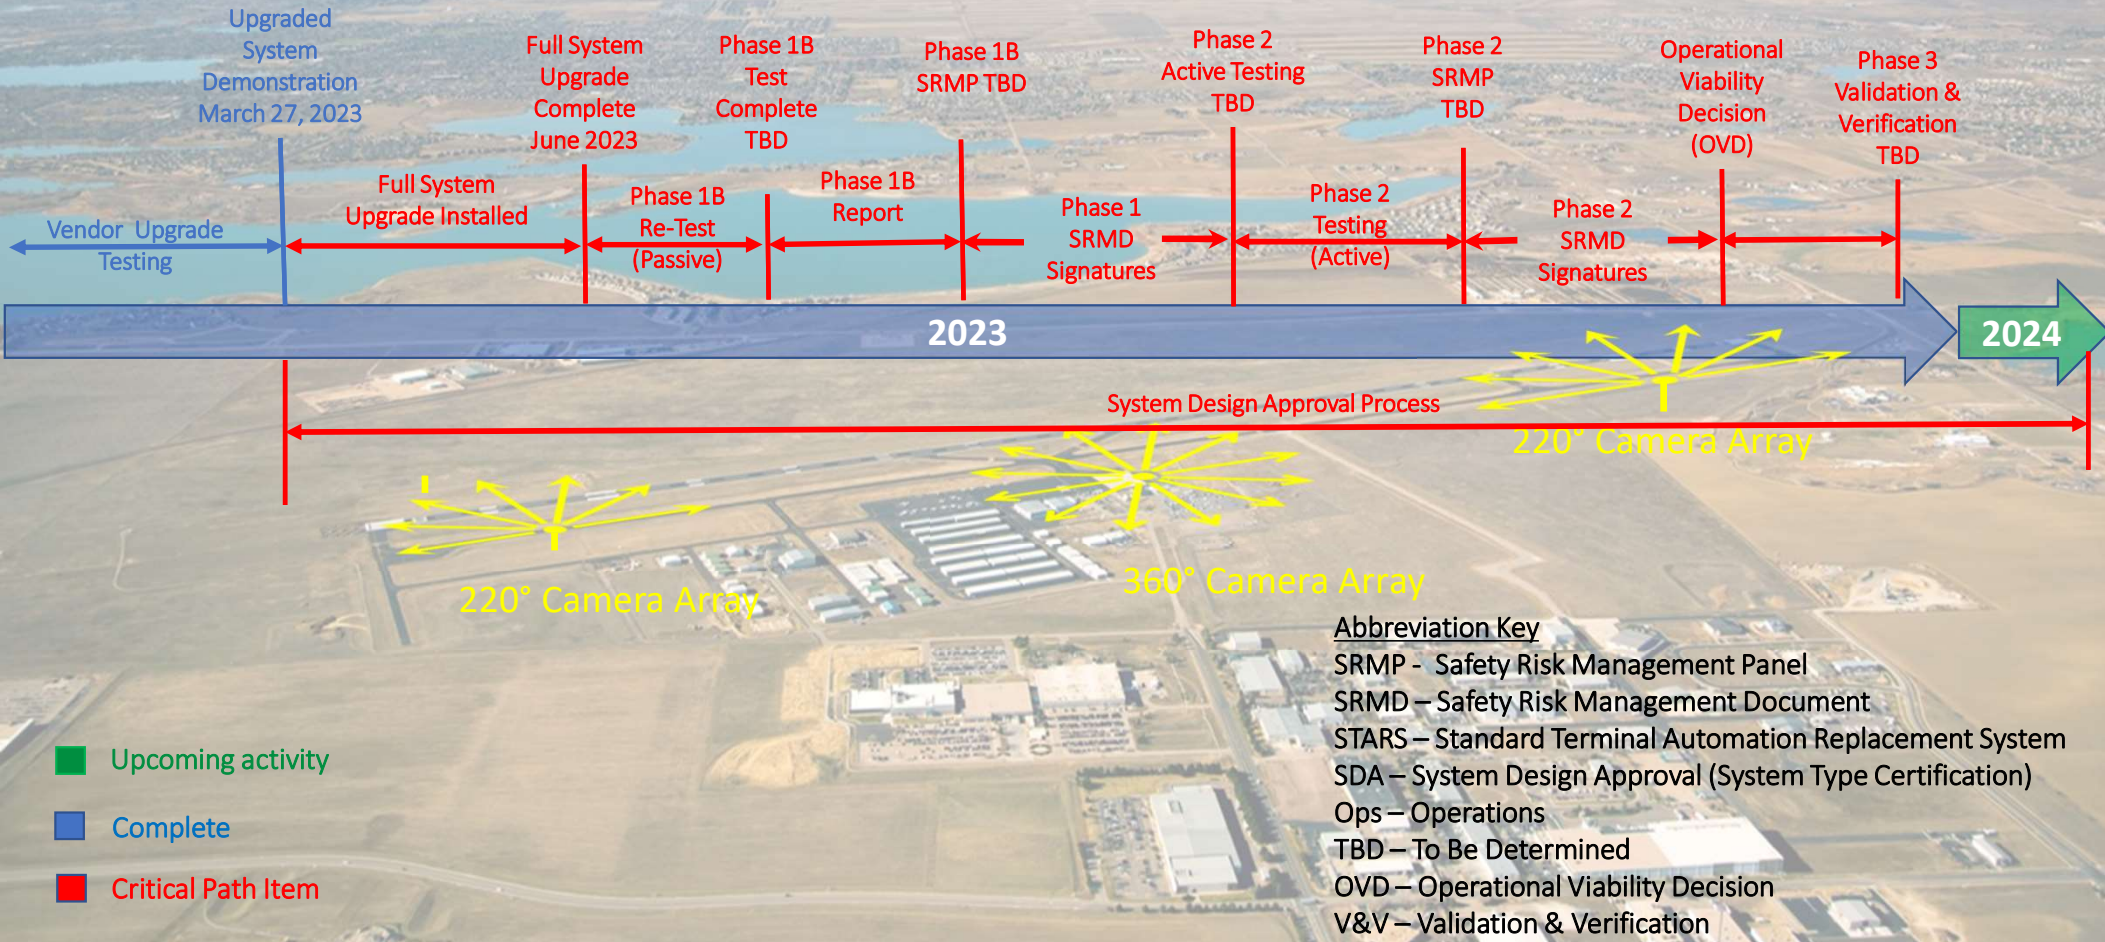 Upgraded
System
Demonstration
March 27, 2023
Full System
Upgrade
Complete
June 2023
Phase 1B
Test
Complete
TBD
Phase 1B
SRMP TBD
Phase 2
Active Testing
TBD
Phase 2
SRMP
TBD
Operational
Viability
Decision
(OVD)
Phase 3
Validation &
Verification
TBD
Vendor Upgrade
Testing
Full System
Upgrade Installed
Phase 1B
Re-Test
(Passive)
Phase 1B
Report
Phase 1
SRMD
Signatures
Phase 2
Testing
(Active)
Phase 2
SRMD
Signatures
2023
2024
System Design Approval Process
220° Camera Array
360° Camera Array
220° Camera Array
Abbreviation Key
SRMP - Safety Risk Management Panel
SRMD – Safety Risk Management Document
STARS – Standard Terminal Automation Replacement System
SDA – System Design Approval (System Type Certification)
Ops – Operations
TBD – To Be Determined
OVD – Operational Viability Decision
V&V – Validation & Verification
Upcoming activity
Complete
Critical Path Item